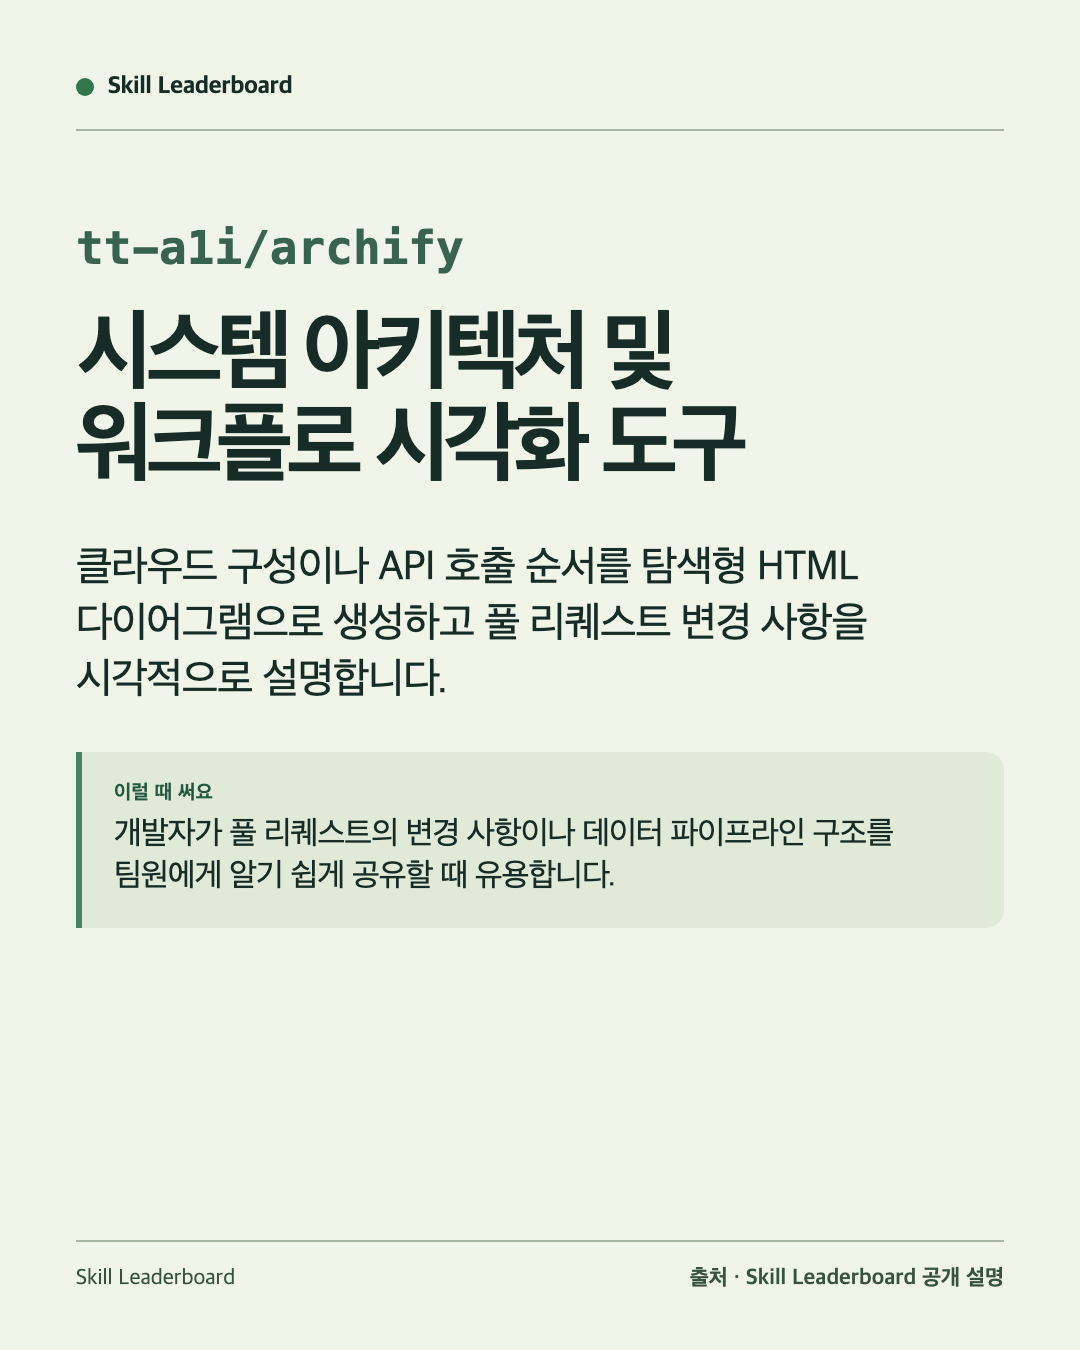 Skill Leaderboard
tt-a1i/archify
시스템 아키텍처 및
워크플로 시각화 도구
클라우드 구성이나 API 호출 순서를 탐색형 HTML
다이어그램으로 생성하고 풀 리퀘스트 변경 사항을
시각적으로 설명합니다.
이럴 때 써요
개발자가 풀 리퀘스트의 변경 사항이나 데이터 파이프라인 구조를
팀원에게 알기 쉽게 공유할 때 유용합니다.
Skill Leaderboard
출처 · Skill Leaderboard 공개 설명